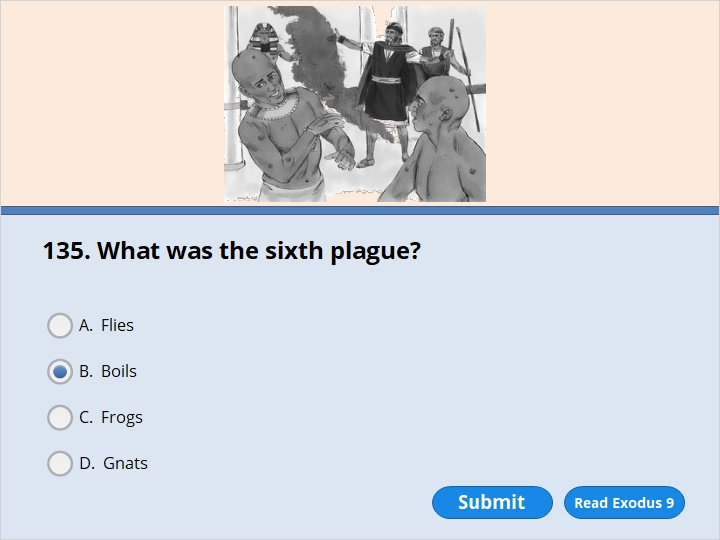 135. What was the sixth plague?
A. Flies
B. Boils
C. Frogs
D. Gnats
Submit
Read Exodus 9